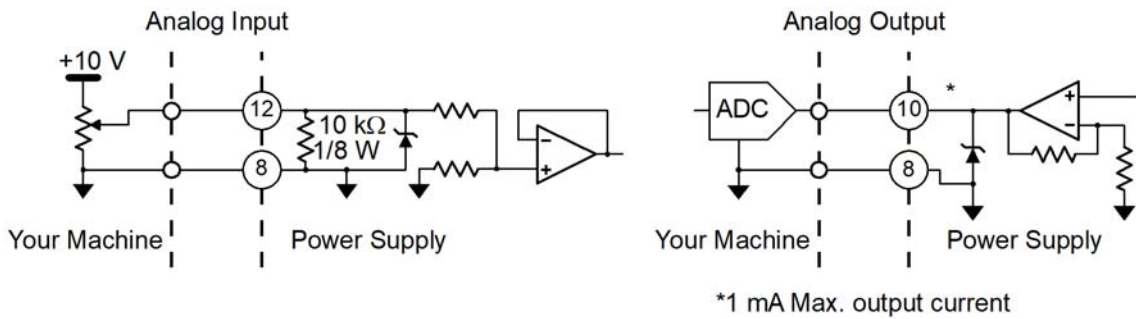 Analog Input
+10 V
12
10 kΩ
1/8 W
8
-
+
Your Machine
Power Supply
Analog Output
ADC
10
*
+
-
8
Your Machine
Power Supply
*1 mA Max. output current